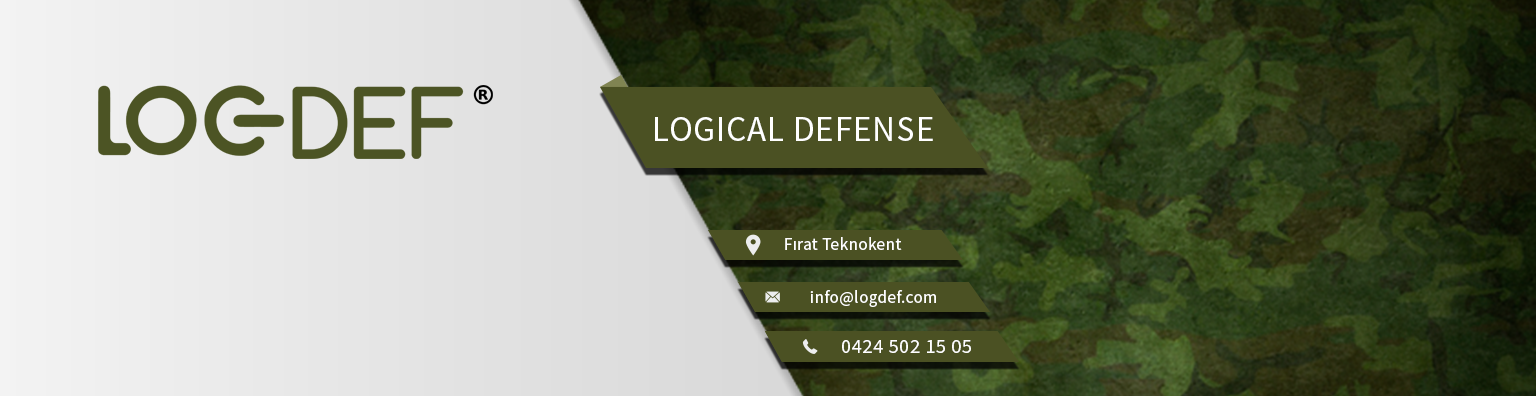 LOGDEF®
LOGICAL DEFENSE
Fırat Teknokent
info@logdef.com
0424 502 15 05